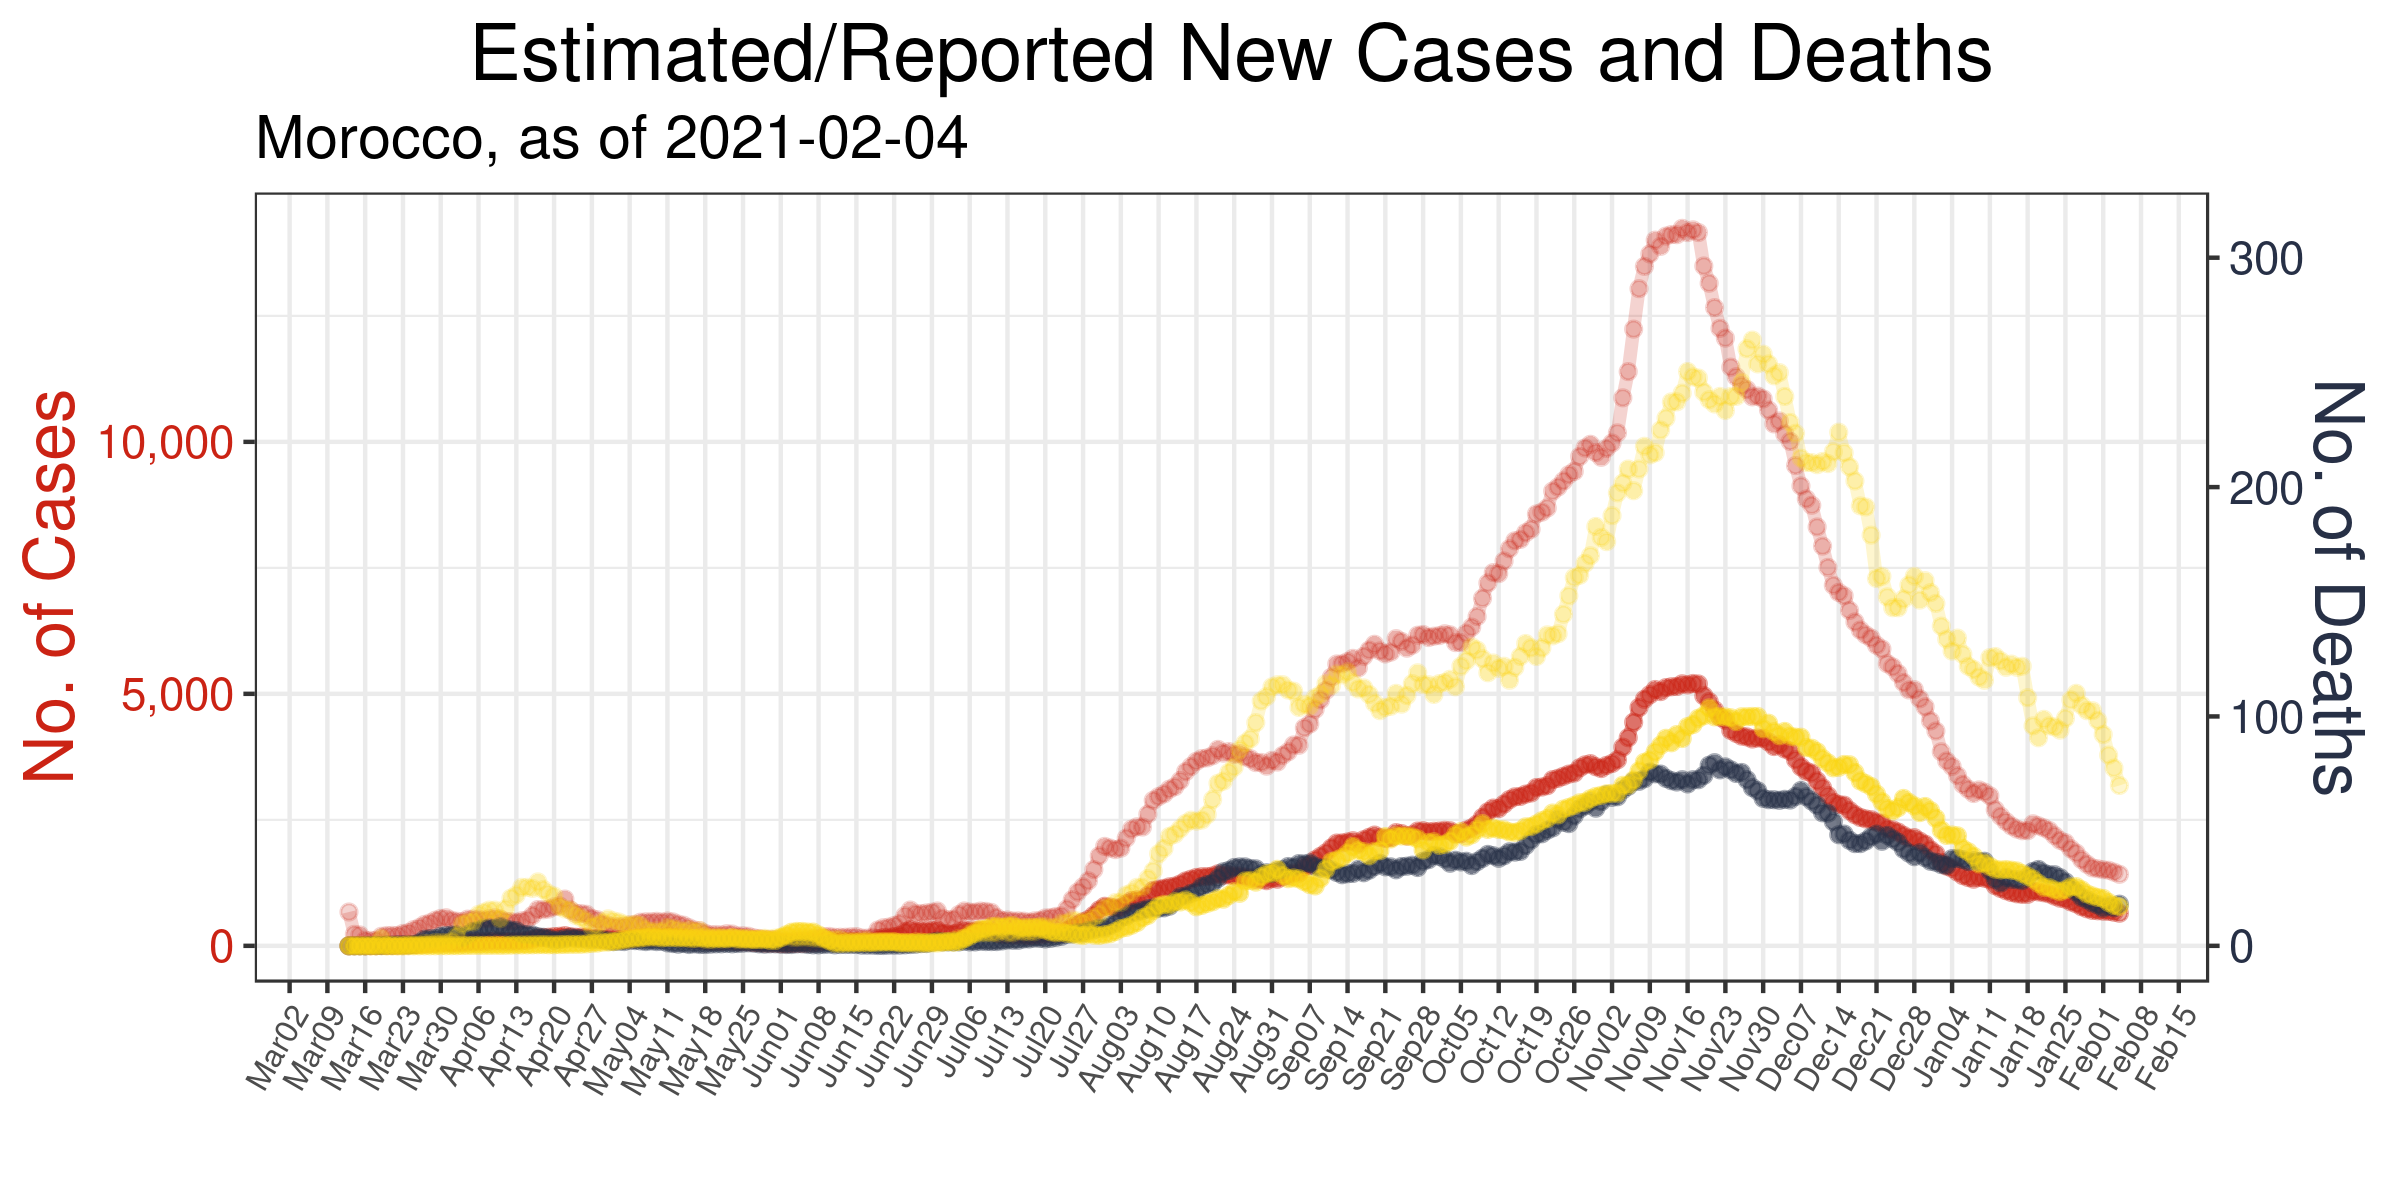 Estimated/Reported New Cases and Deaths
Morocco, as of 2021-02-04
No. of Cases
10,000
5,000
0
300
200
100
0
No. of Deaths
Mar02
Mar09
Mar16
Mar23
Mar30
Apr06
Apr13
Apr20
Apr27
May04
May11
May18
May25
Jun01
Jun08
Jun15
Jun22
Jun29
Jul06
Jul13
Jul20
Jul27
Aug03
Aug10
Aug17
Aug24
Aug31
Sep07
Sep14
Sep21
Sep28
Oct05
Oct12
Oct19
Oct26
Nov02
Nov09
Nov16
Nov23
Nov30
Dec07
Dec14
Dec21
Dec28
Jan04
Jan11
Jan18
Jan25
Feb01
Feb08
Feb15